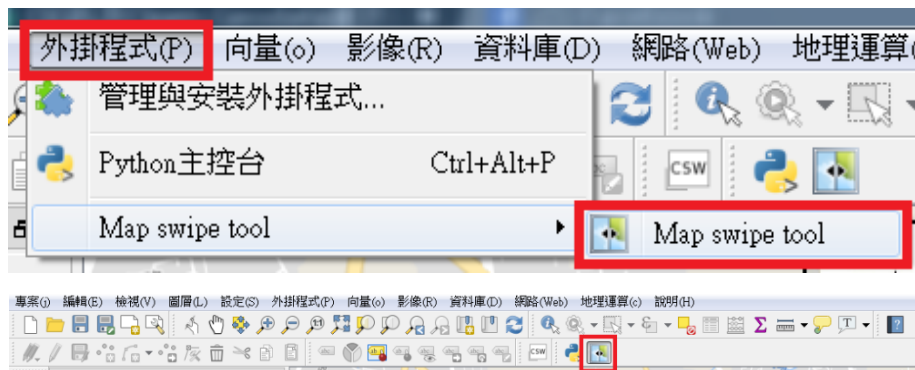 外掛程式(P) 向量(o) 影像(R) 資料庫(D) 網路(Web) 地理運算
管理與安裝外掛程式...
Python主控台 Ctrl+Alt+P
CSW
Map swipe tool
Map swipe tool
專案(J) 編輯(E) 檢視(V) 圖層(L) 設定(S) 外掛程式(P) 向量(o) 影像(R) 資料庫(D) 網路(Web) 地理運算(c) 說明(H)
CSW